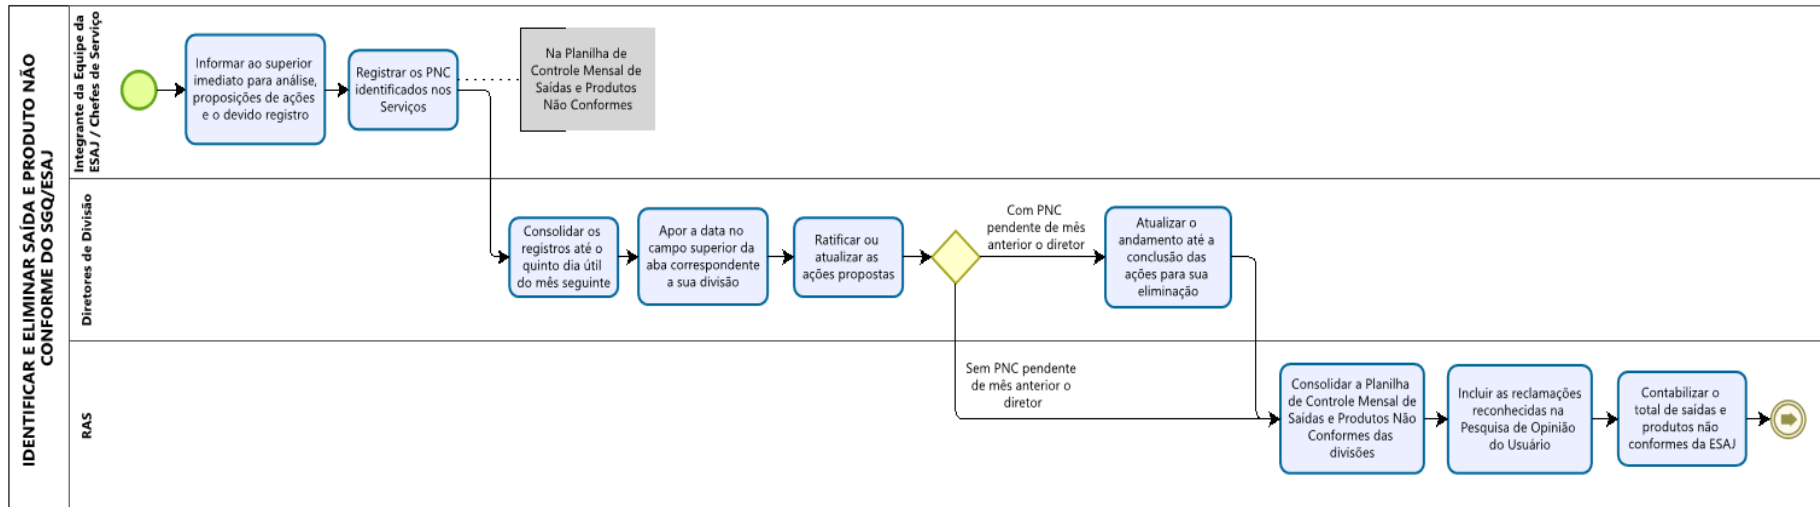 IDENTIFICAR E ELIMINAR SAÍDA E PRODUTO NÃO
CONFORME DO SGQ/ESAJ
Integrante da Equipe da
ESAJ / Chefes de Serviço
Informar ao superior
imediato para análise,
proposições de ações
e o devido registro
Registrar os PNC
identificados nos
Serviços
Na Planilha de
Controle Mensal de
Saídas e Produtos
Não Conformes
Diretores de Divisão
Consolidar os
registros até o
quinto dia útil
do mês seguinte
Apor a data no
campo superior da
aba correspondente
a sua divisão
Ratificar ou
atualizar as
ações propostas
Com PNC
pendente de mês
anterior o diretor
Atualizar o
andamento até a
conclusão das
ações para sua
eliminação
RAS
Sem PNC pendente
de mês anterior o
diretor
Consolidar a Planilha
de Controle Mensal de
Saídas e Produtos Não
Conformes das
divisões
Incluir as reclamações
reconhecidas na
Pesquisa de Opinião
do Usuário
Contabilizar o
total de saídas e
produtos não
conformes da ESAJ